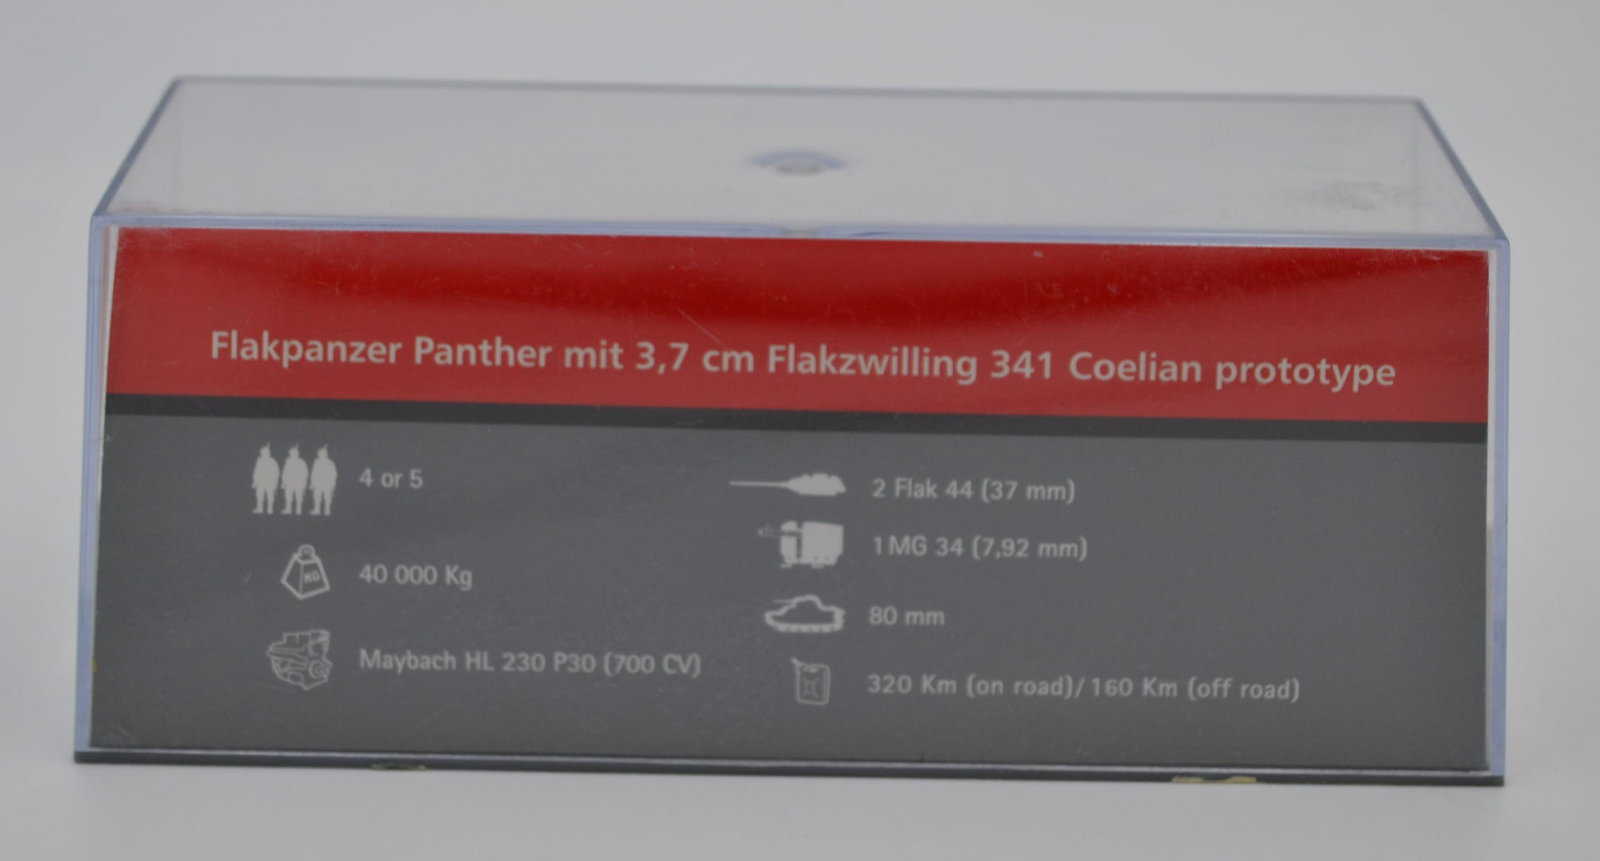 Flakpanzer Panther mit 3,7 cm Flakzwilling 341 Coelian prototype
4 or 5
40 000 Kg
KG
Maybach HL 230 P30 (700 CV)
2 Flak 44 (37 mm)
1 MG 34 (7,92 mm)
80 mm
320 Km (on road)/160 Km (off road)